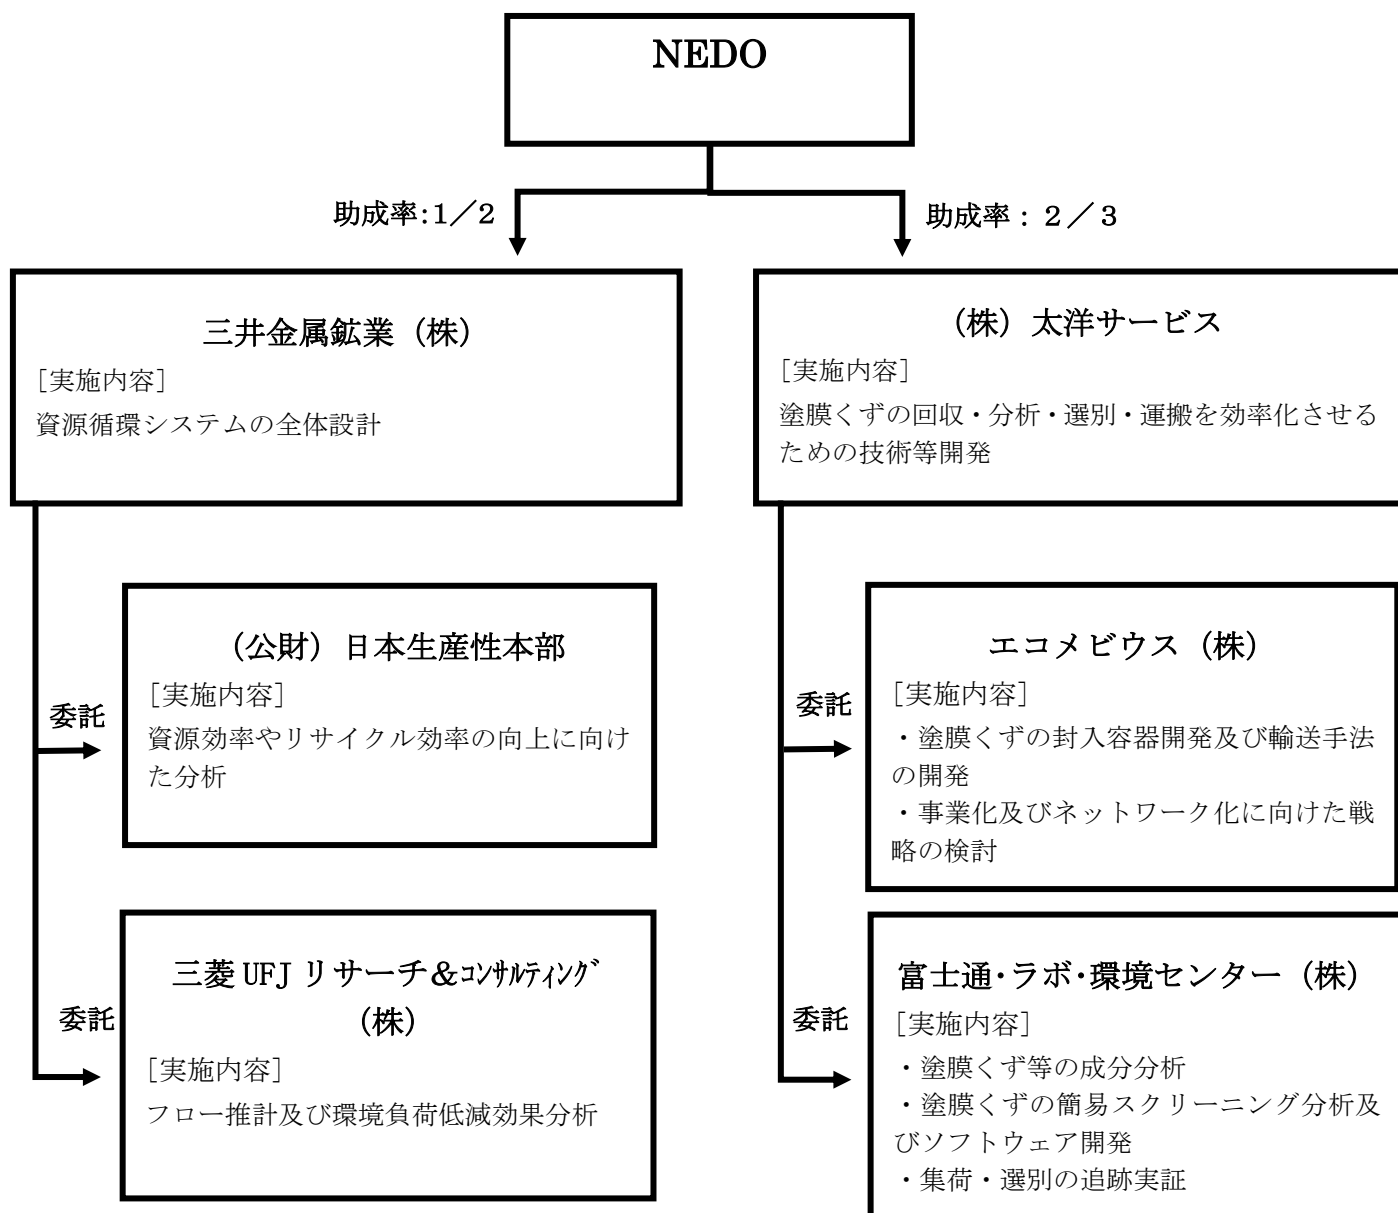 NEDO
助成率:1／2
助成率：２／３
三井金属鉱業（株）
［実施内容］
資源循環システムの全体設計
（株）太洋サービス
［実施内容］
塗膜くずの回収・分析・選別・運搬を効率化させる
ための技術等開発
委託
（公財）日本生産性本部
［実施内容］
資源効率やリサイクル効率の向上に向け
た分析
委託
エコメビウス（株）
［実施内容］
・塗膜くずの封入容器開発及び輸送手法
の開発
・事業化及びネットワーク化に向けた戦
略の検討
委託
三菱 UFJ リサーチ＆ｺﾝｻﾙﾃｨﾝｸﾞ
（株）
［実施内容］
フロー推計及び環境負荷低減効果分析
委託
富士通･ラボ･環境センター（株）
［実施内容］
・塗膜くず等の成分分析
・塗膜くずの簡易スクリーニング分析及
びソフトウェア開発
・集荷・選別の追跡実証